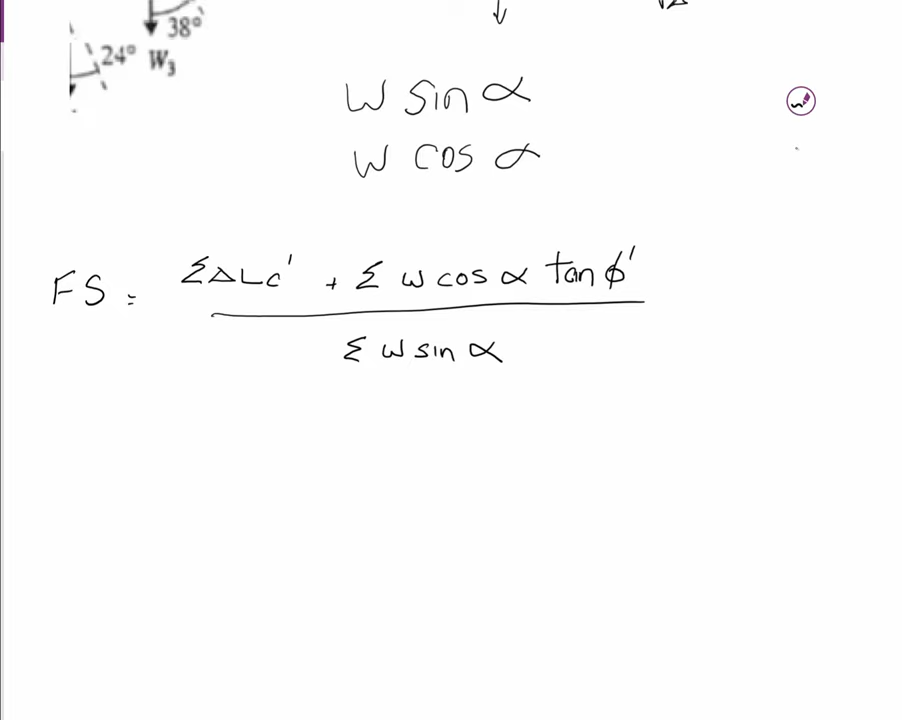 38°
24° W₃
W sin α
W cos α
FS = (ΣΔLc' + Σ W cos α tan φ') / (Σ W sin α)